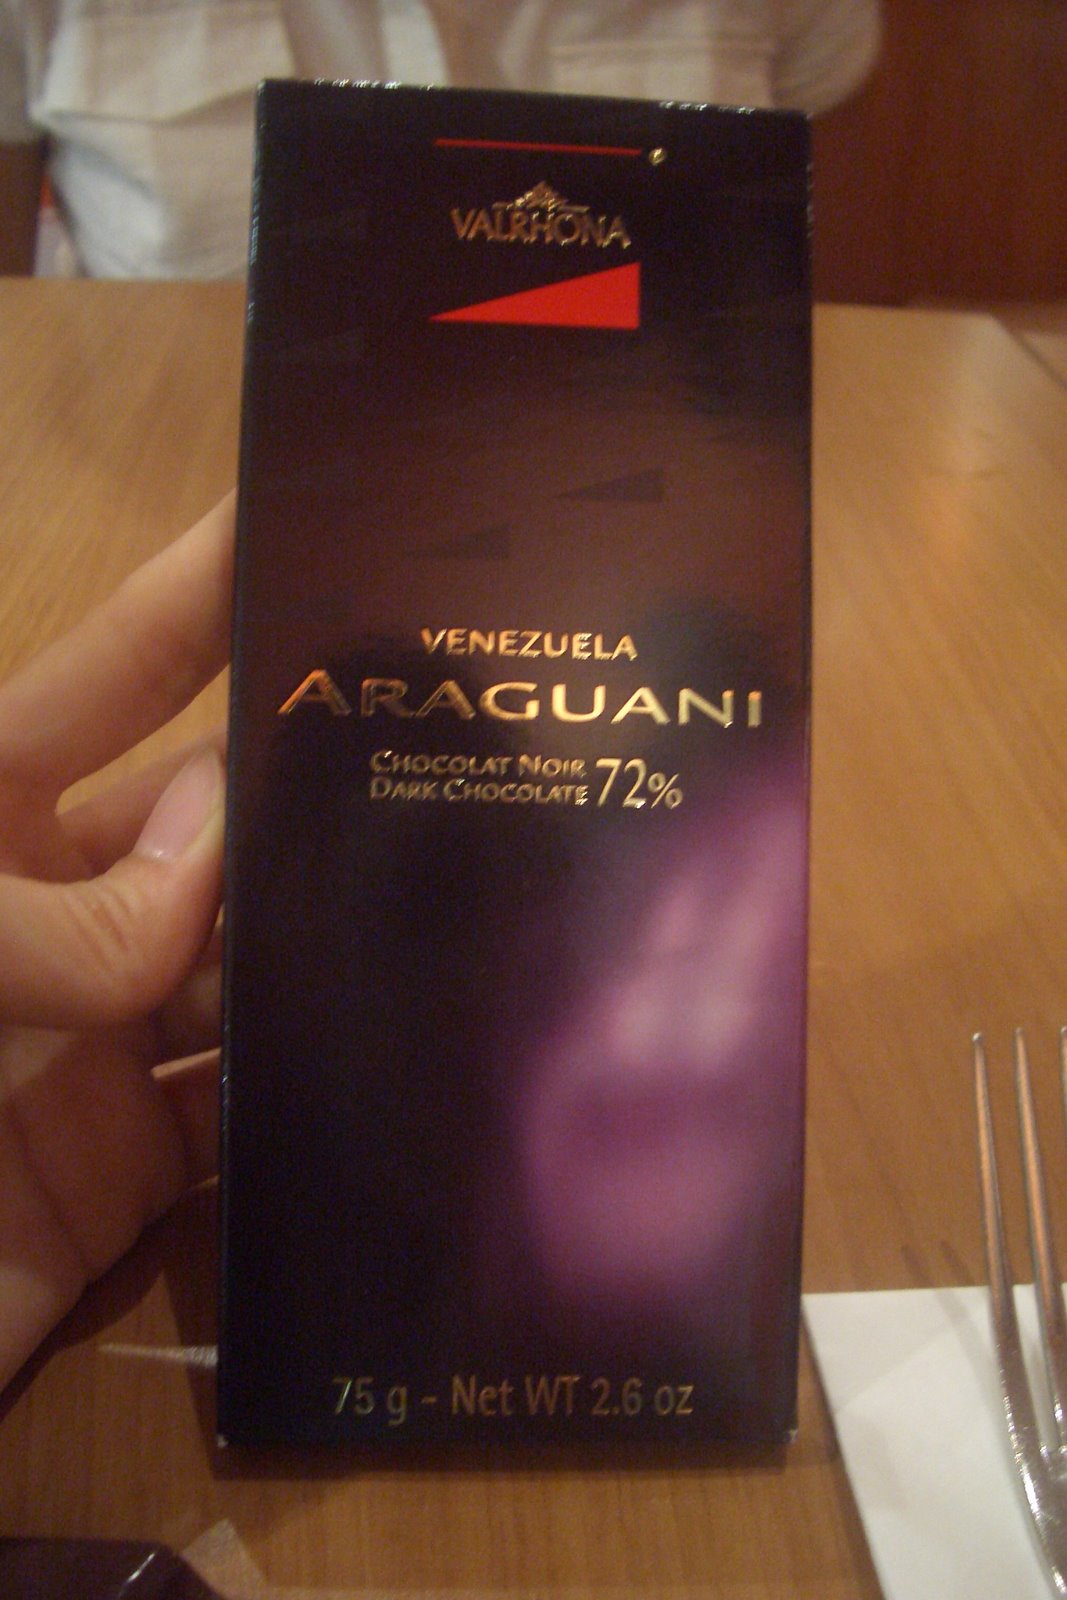 VALRHONA
VENEZUELA
ARAGUANI
CHOCOLAT NOIR
DARK CHOCOLATE 72%
75 g - Net WT 2.6 oz